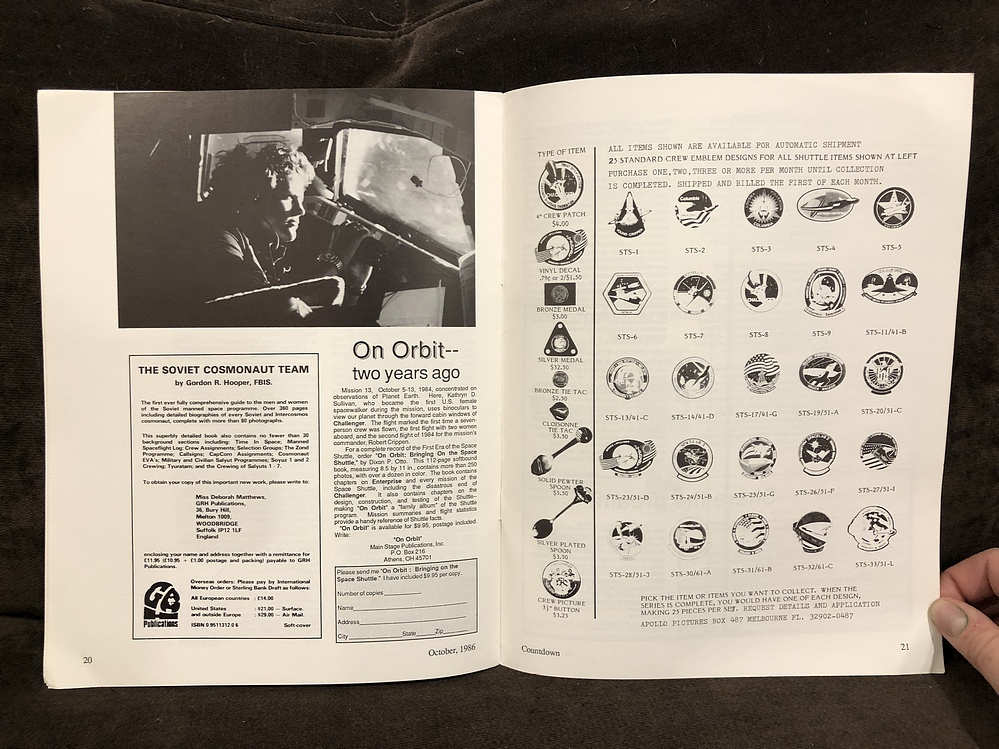 THE SOVIET COSMONAUT TEAM
by Gordon R. Hooper, FBIS.
The first ever fully comprehensive guide to the men and women
of the Soviet manned space programme. Over 360 pages
including detailed biographies of every Soviet and Intercosmos
cosmonaut, complete with more than 80 photographs.
This superbly detailed book also contains no fewer than 30
background sections including: Time In Space; Manned
Spaceflight Log; Crew Assignments; Selection Groups; The Zond
Programme; Callsigns; CapCom Assignments; Cosmonaut
EVA's; Military and Civilian Salyut Programmes; Soyuz 1 and 2
Crewing; Tyuratam; and the Crewing of Salyuts 1 - 7.
To obtain your copy of this important new book, please write to:
Miss Deborah Matthews,
GRH Publications,
36, Bury Hill,
Melton 1009,
WOODBRIDGE
Suffolk IP12 1LF
England
enclosing your name and address together with a remittance for
£11.95 (£10.95 + £1.00 postage and packing) payable to GRH
Publications.
Publications
Overseas orders: Please pay by International
Money Order or Sterling Bank Draft as follows:
All European countries : £14.00
United States : £21.00 -- Surface.
and outside Europe : £29.00 -- Air Mail.
ISBN 0 9511312 0 6 Soft-cover
On Orbit--
two years ago
Mission 13, October 5-13, 1984, concentrated on
observations of Planet Earth. Here, Kathryn D.
Sullivan, who became the first U.S. female
spacewalker during the mission, uses binoculars to
view our planet through the forward cabin windows of
Challenger. The flight marked the first time a seven-
person crew was flown, the first flight with two women
aboard, and the second flight of 1984 for the mission's
commander, Robert Crippen.
For a complete record of the First Era of the Space
Shuttle, order "On Orbit: Bringing On the Space
Shuttle," by Dixon P. Otto. This 112-page softbound
book, measuring 8.5 by 11 in., contains more than 250
photos, with over a dozen in color. The book contains
chapters on Enterprise and every mission of the
Space Shuttle, including the disastrous end of
Challenger. It also contains chapters on the
design, construction, and testing of the Shuttle--
making "On Orbit" a "family album" of the Shuttle
program. Mission summaries and flight statistics
provide a handy reference of Shuttle facts.
"On Orbit" is available for $9.95, postage included.
Write:
"On Orbit"
Main Stage Publications, Inc.
P.O. Box 216
Athens, OH 45701
Please send me "On Orbit: Bringing on the
Space Shuttle." I have included $9.95 per copy
Number of copies
Name
Address
City State Zip
20
October, 1986
TYPE OF ITEM
4" CREW PATCH
$4.00
VINYL DECAL
.79¢ or 2/$1.50
BRONZE MEDAL
$3.00
SILVER MEDAL
$32.50
BRONZE TIE TAC
$2.50
CLOISONNE
TIE TAC
$3.50
SOLID PEWTER
SPOON
$5.50
SILVER PLATED
SPOON
$3.50
CREW PICTURE
3½" BUTTON
$3.25
ALL ITEMS SHOWN ARE AVAILABLE FOR AUTOMATIC SHIPMENT
25 STANDARD CREW EMBLEM DESIGNS FOR ALL SHUTTLE ITEMS SHOWN AT LEFT
PURCHASE ONE,TWO,THREE OR MORE PER MONTH UNTIL COLLECTION
IS COMPLETED. SHIPPED AND BILLED THE FIRST OF EACH MONTH.
Columbia
STS-1 STS-2 STS-3 STS-4 STS-5
STS-6 STS-7 STS-8 STS-9 STS-11/41-B
STS-13/41-C STS-14/41-D STS-17/41-G STS-19/51-A STS-20/51-C
STS-23/51-D STS-24/51-B STS-25/51-G STS-26/51-F STS-27/51-I
STS-28/51-J STS-30/61-A STS-31/61-B STS-32/61-C STS-33/51-L
PICK THE ITEM OR ITEMS YOU WANT TO COLLECT. WHEN THE
SERIES IS COMPLETE, YOU WOULD HAVE ONE OF EACH DESIGN,
MAKING 25 PIECES PER SET. REQUEST DETAILS AND APPLICATION
APOLLO PICTURES BOX 487 MELBOURNE FL. 32902-0487
Countdown
21